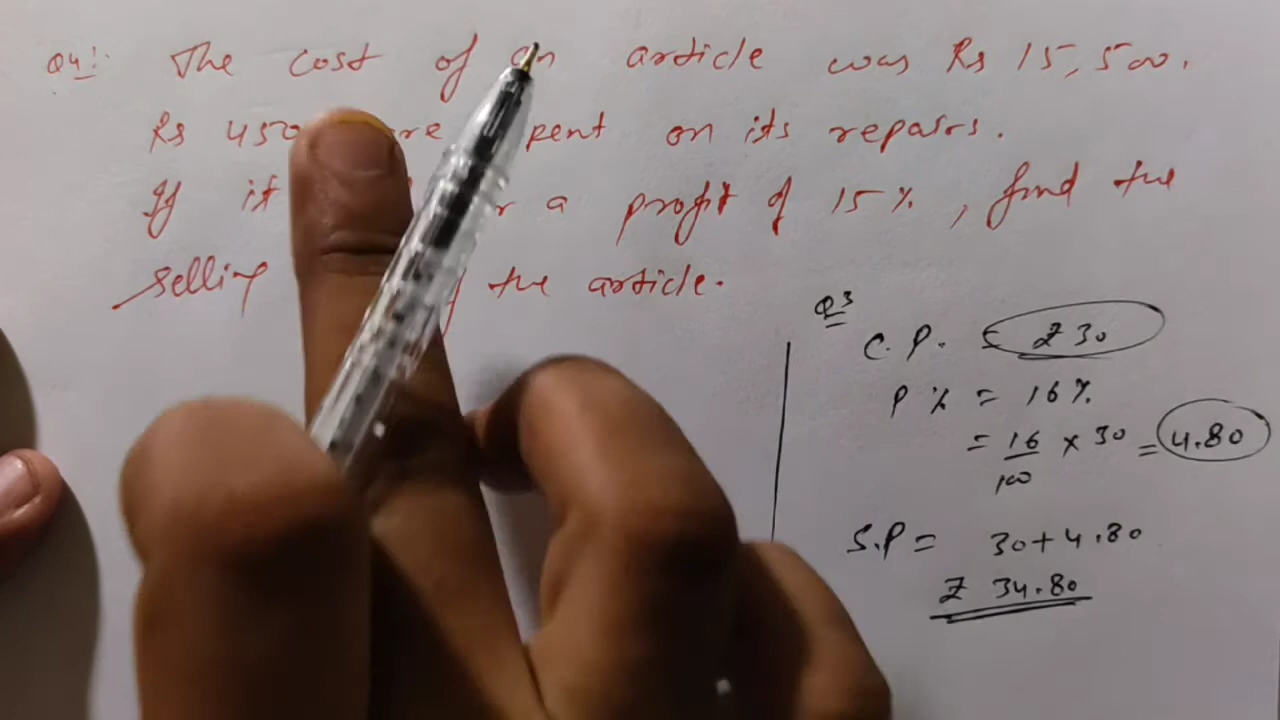 Q4:- The cost of an article was Rs 15,500.
Rs 450 spent on its repairs.
If it a profit of 15%, find the
selling the article.
Q3
C.P. = ₹ 30
P% = 16%
= 16/100 × 30 = 4.80
S.P = 30+4.80
₹ 34.80